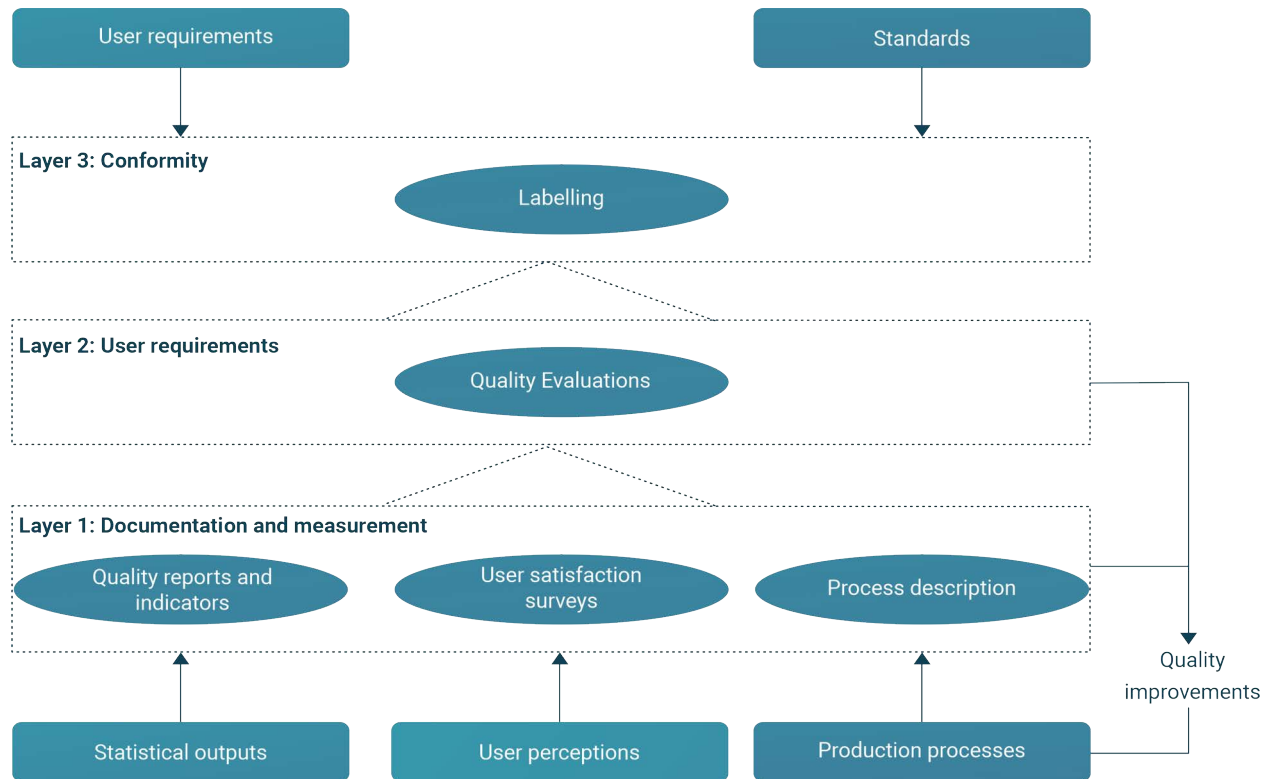 User requirements
Standards
Layer 3: Conformity
Labelling
Layer 2: User requirements
Quality Evaluations
Layer 1: Documentation and measurement
Quality reports and
indicators
User satisfaction
surveys
Process description
Quality
improvements
Statistical outputs
User perceptions
Production processes